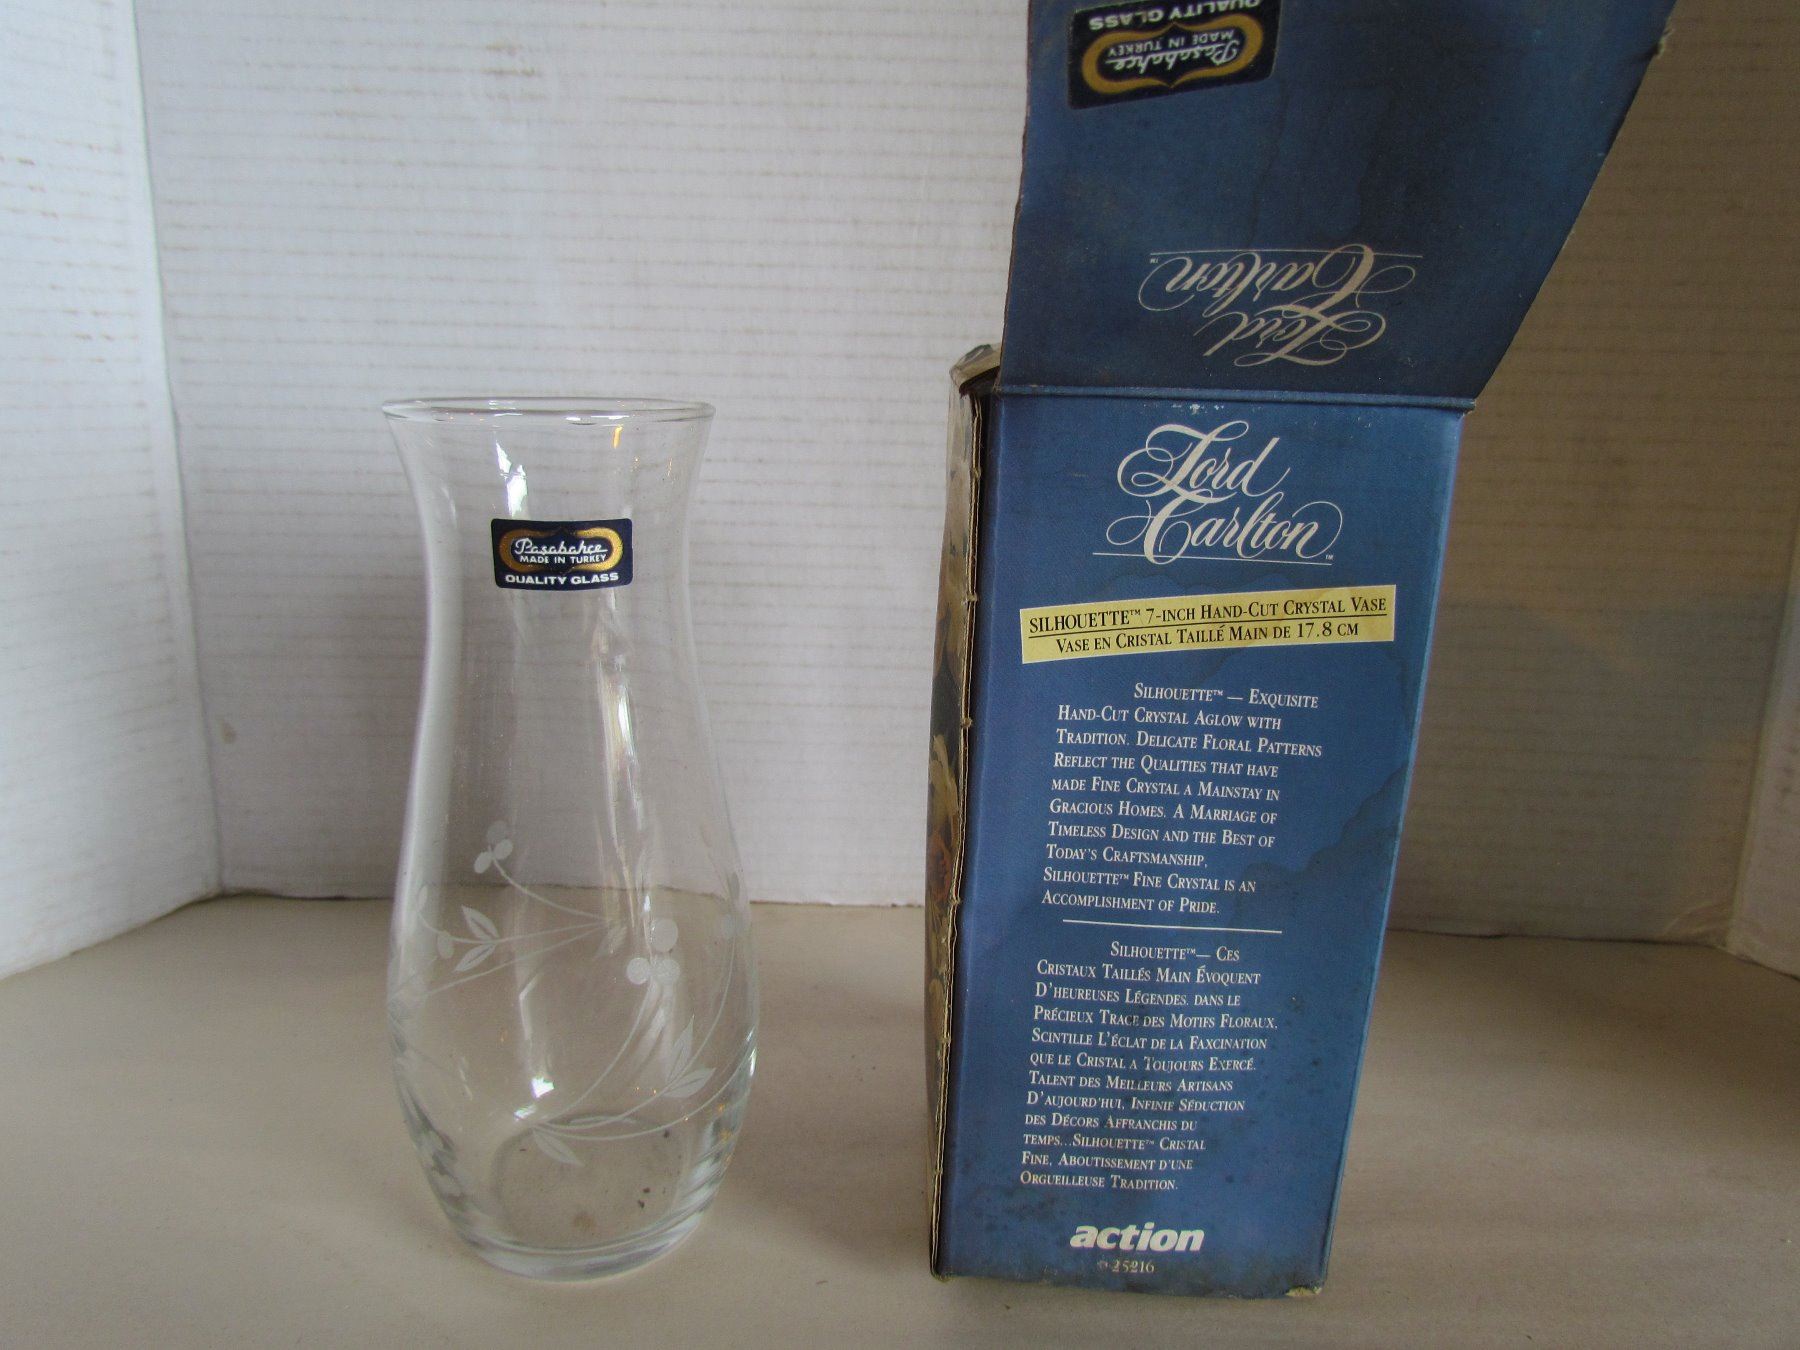 QUALITY GLASS
MADE IN TURKEY
Paşabahçe
Lord
Carlton™
Lord
Carlton™
SILHOUETTE™ 7-INCH HAND-CUT CRYSTAL VASE
VASE EN CRISTAL TAILLÉ MAIN DE 17.8 CM
SILHOUETTE™ — EXQUISITE
HAND-CUT CRYSTAL AGLOW WITH
TRADITION. DELICATE FLORAL PATTERNS
REFLECT THE QUALITIES THAT HAVE
MADE FINE CRYSTAL A MAINSTAY IN
GRACIOUS HOMES. A MARRIAGE OF
TIMELESS DESIGN AND THE BEST OF
TODAY'S CRAFTSMANSHIP,
SILHOUETTE™ FINE CRYSTAL IS AN
ACCOMPLISHMENT OF PRIDE.
SILHOUETTE™— CES
CRISTAUX TAILLÉS MAIN ÉVOQUENT
D'HEUREUSES LÉGENDES. DANS LE
PRÉCIEUX TRACE DES MOTIFS FLORAUX.
SCINTILLE L'ÉCLAT DE LA FAXCINATION
QUE LE CRISTAL A TOUJOURS EXERCÉ.
TALENT DES MEILLEURS ARTISANS
D'AUJOURD'HUI, INFINIE SÉDUCTION
DES DÉCORS AFFRANCHIS DU
TEMPS...SILHOUETTE™ CRISTAL
FINE, ABOUTISSEMENT D'UNE
ORGUEILLEUSE TRADITION.
action
25216
Paşabahçe
MADE IN TURKEY
QUALITY GLASS